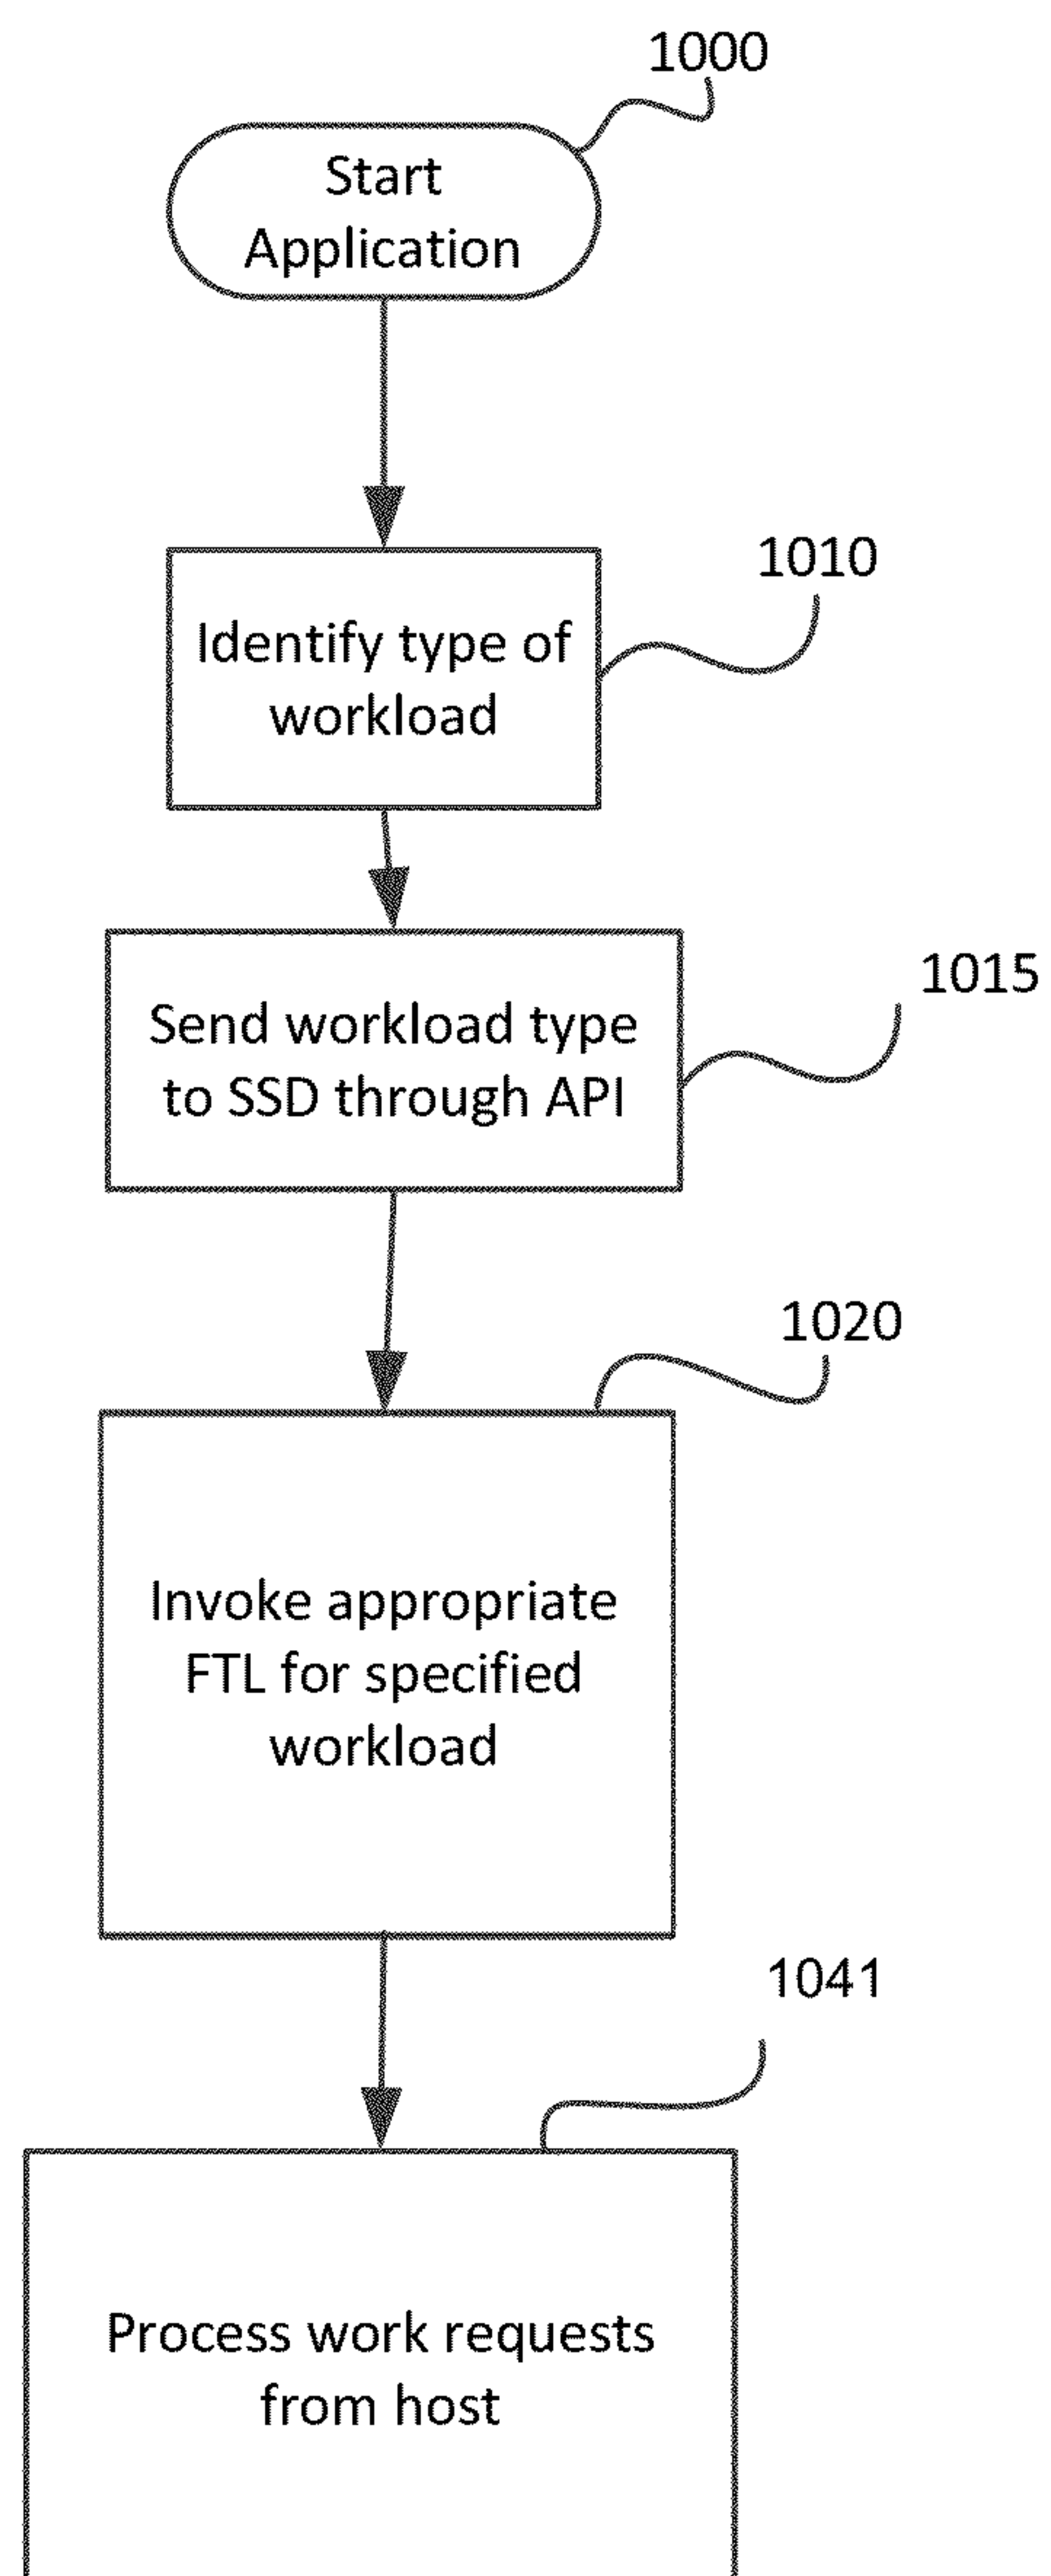 1000
Start
Application
1010
Identify type of
workload
1015
Send workload type
to SSD through API
1020
Invoke appropriate
FTL for specified
workload
1041
Process work requests
from host